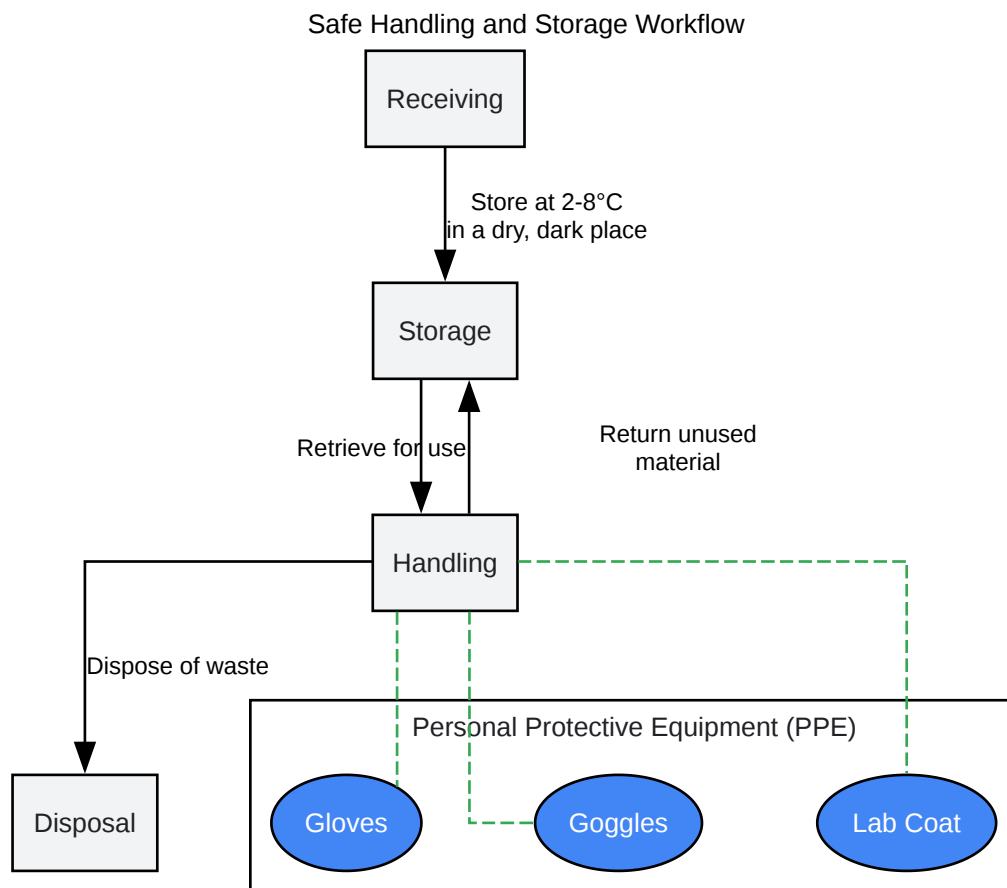 Safe Handling and Storage Workflow
Receiving
Store at 2-8°C
in a dry, dark place
Storage
Retrieve for use
Return unused
material
Handling
Dispose of waste
Personal Protective Equipment (PPE)
Disposal
Gloves
Goggles
Lab Coat